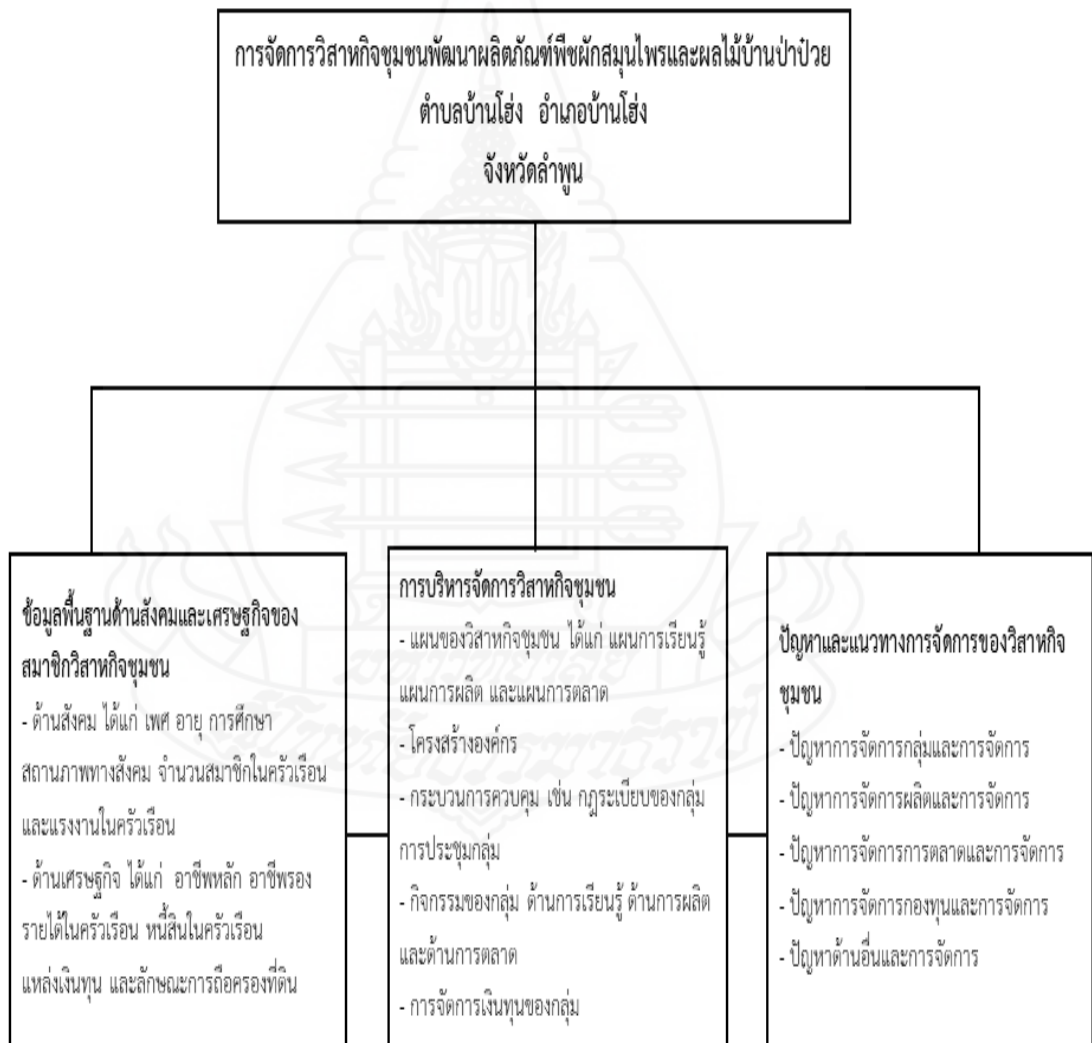 การจัดการวิสาหกิจชุมชนพัฒนาผลิตภัณฑ์พืชผักสมุนไพรและผลไม้บ้านป่าป๋วย
ตำบลบ้านโฮ่ง อำเภอบ้านโฮ่ง
จังหวัดลำพูน
ข้อมูลพื้นฐานด้านสังคมและเศรษฐกิจของ
สมาชิกวิสาหกิจชุมชน
- ด้านสังคม ได้แก่ เพศ อายุ การศึกษา
สถานภาพทางสังคม จำนวนสมาชิกในครัวเรือน
และแรงงานในครัวเรือน
- ด้านเศรษฐกิจ ได้แก่ อาชีพหลัก อาชีพรอง
รายได้ในครัวเรือน หนี้สินในครัวเรือน
แหล่งเงินทุน และลักษณะการถือครองที่ดิน
การบริหารจัดการวิสาหกิจชุมชน
- แผนของวิสาหกิจชุมชน ได้แก่ แผนการเรียนรู้
แผนการผลิต และแผนการตลาด
- โครงสร้างองค์กร
- กระบวนการควบคุม เช่น กฎระเบียบของกลุ่ม
การประชุมกลุ่ม
- กิจกรรมของกลุ่ม ด้านการเรียนรู้ ด้านการผลิต
และด้านการตลาด
- การจัดการเงินทุนของกลุ่ม
ปัญหาและแนวทางการจัดการของวิสาหกิจ
ชุมชน
- ปัญหาการจัดการกลุ่มและการจัดการ
- ปัญหาการจัดการผลิตและการจัดการ
- ปัญหาการจัดการการตลาดและการจัดการ
- ปัญหาการจัดการกองทุนและการจัดการ
- ปัญหาด้านอื่นและการจัดการ